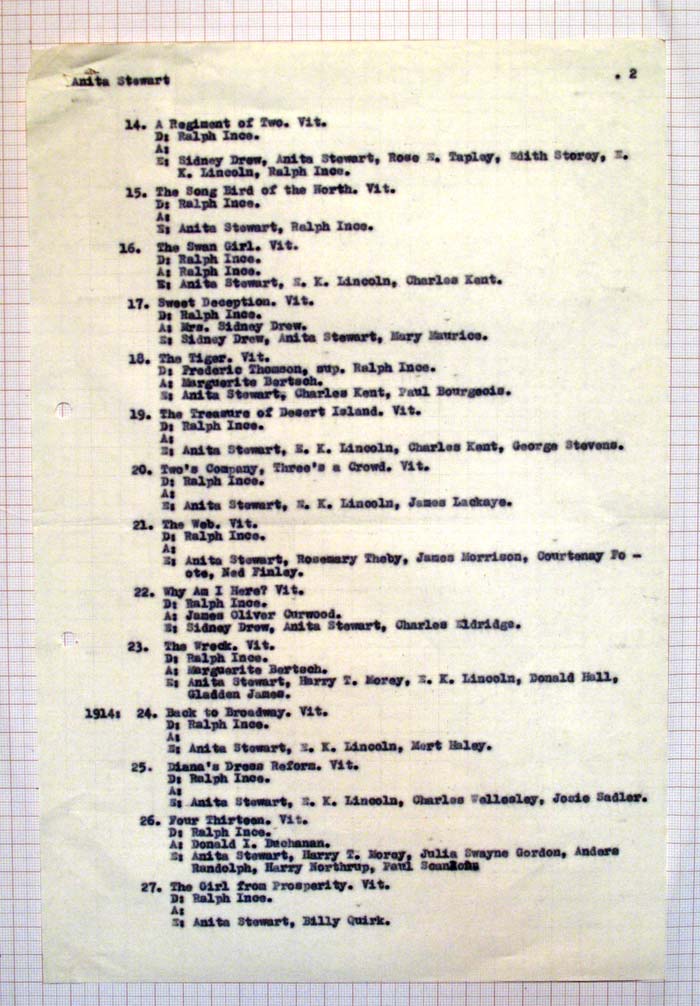 Anita Stewart . 2
14. A Regiment of Two. Vit.
D: Ralph Ince.
A:
E: Sidney Drew, Anita Stewart, Rose E. Tapley, Edith Storey, E.
K. Lincoln, Ralph Ince.
15. The Song Bird of the North. Vit.
D: Ralph Ince.
A:
E: Anita Stewart, Ralph Ince.
16. The Swan Girl. Vit.
D: Ralph Ince.
A: Ralph Ince.
E: Anita Stewart, E. K. Lincoln, Charles Kent.
17. Sweet Deception. Vit.
D: Ralph Ince.
A: Mrs. Sidney Drew.
E: Sidney Drew, Anita Stewart, Mary Maurice.
18. The Tiger. Vit.
D: Frederic Thomson, sup. Ralph Ince.
A: Marguerite Bertsch.
E: Anita Stewart, Charles Kent, Paul Bourgeois.
19. The Treasure of Desert Island. Vit.
D: Ralph Ince.
A:
E: Anita Stewart, E. K. Lincoln, Charles Kent, George Stevens.
20. Two's Company, Three's a Crowd. Vit.
D: Ralph Ince.
A:
E: Anita Stewart, E. K. Lincoln, James Lackaye.
21. The Web. Vit.
D: Ralph Ince.
A:
E: Anita Stewart, Rosemary Theby, James Morrison, Courtenay Fo -
ote, Ned Finley.
22. Why Am I Here? Vit.
D: Ralph Ince.
A: James Oliver Curwood.
E: Sidney Drew, Anita Stewart, Charles Eldridge.
23. The Wreck. Vit.
D: Ralph Ince.
A: Marguerite Bertsch.
E: Anita Stewart, Harry T. Morey, E. K. Lincoln, Donald Hall,
Gladden James.
1914: 24. Back to Broadway. Vit.
D: Ralph Ince.
A:
E: Anita Stewart, E. K. Lincoln, Mort Haley.
25. Diana's Dress Reform. Vit.
D: Ralph Ince.
A:
E: Anita Stewart, E. K. Lincoln, Charles Wellesley, Josie Sadler.
26. Four Thirteen. Vit.
D: Ralph Ince.
A: Donald I. Buchanan.
E: Anita Stewart, Harry T. Morey, Julia Swayne Gordon, Anders
Randolph, Harry Northrup, Paul
27. The Girl from Prosperity. Vit.
D: Ralph Ince.
A:
E: Anita Stewart, Billy Quirk.